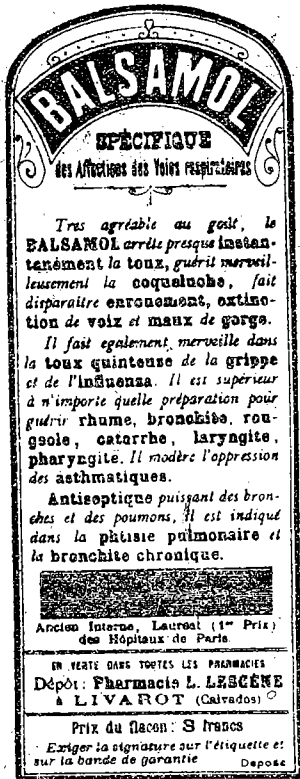 BALSAMOL
SPÉCIFIQUE
des Affections des Voies respiratoires
Tres agréable au goût, le
BALSAMOL arrête presque instan-
tanément la toux, guérit merveil-
leusement la coqueluche, fait
disparaître enrouement, extinc-
tion de voix et maux de gorge.
Il fait egalement merveille dans
la toux quinteuse de la grippe
et de l'influenza. Il est supérieur
à n'importe quelle préparation pour
guérir rhume, bronchite, rou-
geole, catarrhe, laryngite,
pharyngite. Il modère l'oppression
des asthmatiques.
Antiseptique puissant des bron-
ches et des poumons, il est indiqué
dans la phtisie pulmonaire et
la bronchite chronique.
Ancien Interne, Lauréat (1er Prix)
des Hôpitaux de Paris.
EN VENTE DANS TOUTES LES PHARMACIES
Dépôt: Pharmacie L. LESCÈNE
à LIVAROT (Calvados)
Prix du flacon: 3 francs
Exiger la signature sur l'étiquette et
sur la bande de garantie Déposé